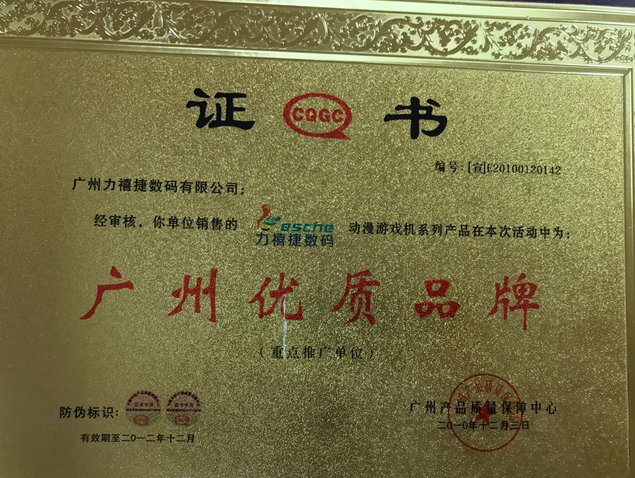 证 CQGC 书
编号：[宣]E20100120142
广州力禧捷数码有限公司：
经审核，你单位销售的 Lasche 力禧捷数码 动漫游戏机系列产品在本次活动中为：
广州优质品牌
（重点推广单位）
防伪标识：
有效期至二〇一二年十二月
广州产品质量保障中心
二〇一〇年十二月三日